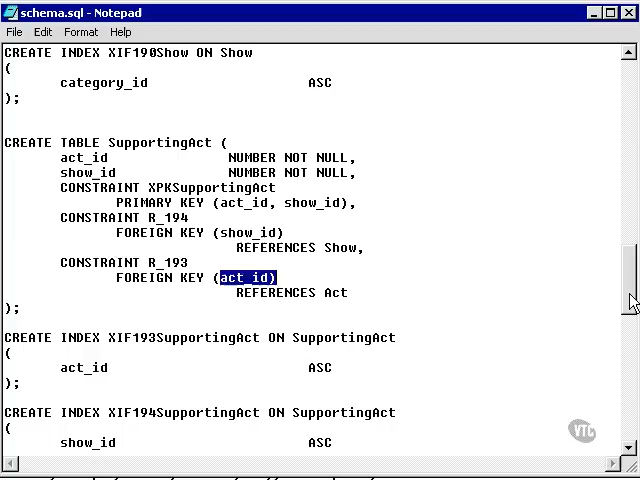 schema.sql - Notepad
File Edit Format Help
CREATE INDEX XIF190Show ON Show
(
category_id ASC
);
CREATE TABLE SupportingAct (
act_id NUMBER NOT NULL,
show_id NUMBER NOT NULL,
CONSTRAINT XPKSupportingAct
PRIMARY KEY (act_id, show_id),
CONSTRAINT R_194
FOREIGN KEY (show_id)
REFERENCES Show,
CONSTRAINT R_193
FOREIGN KEY (act_id)
REFERENCES Act
);
CREATE INDEX XIF193SupportingAct ON SupportingAct
(
act_id ASC
);
CREATE INDEX XIF194SupportingAct ON SupportingAct
(
show_id ASC
VTC